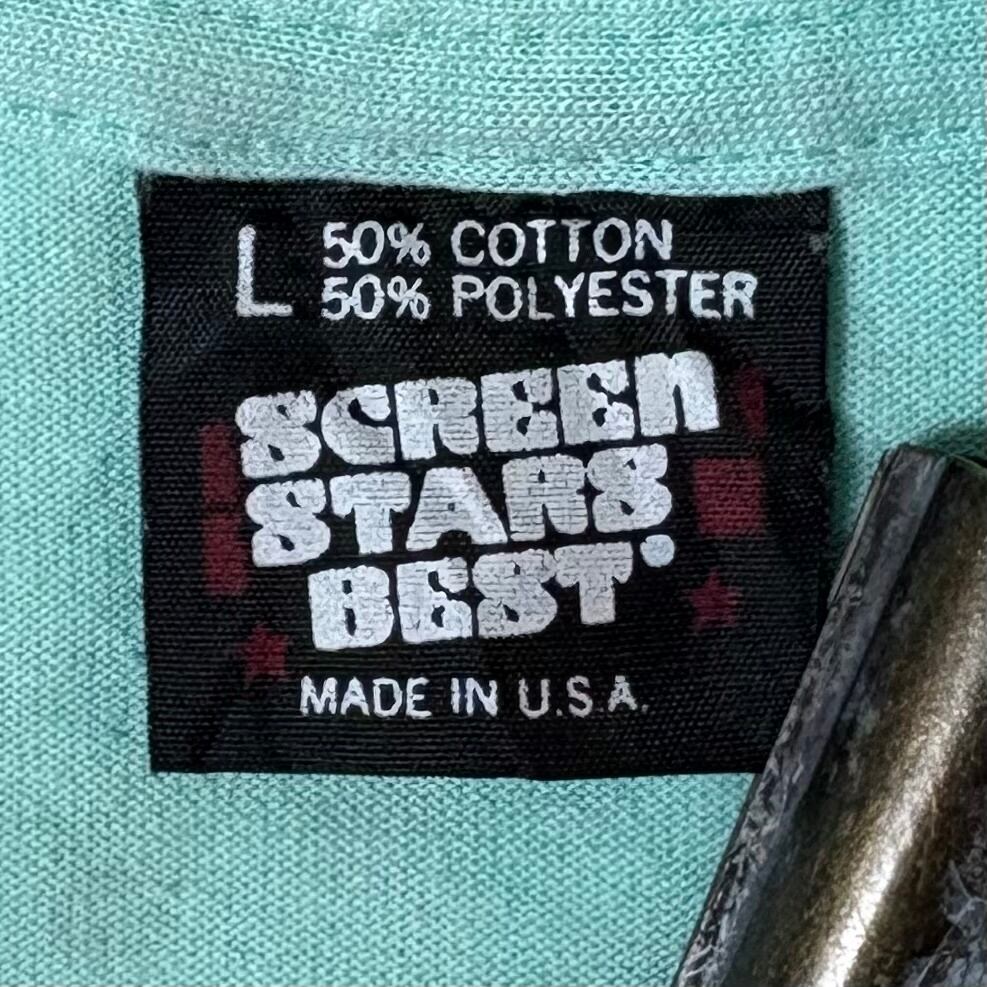 L 50% COTTON
50% POLYESTER
SCREEN
STARS
BEST
MADE IN U.S.A.